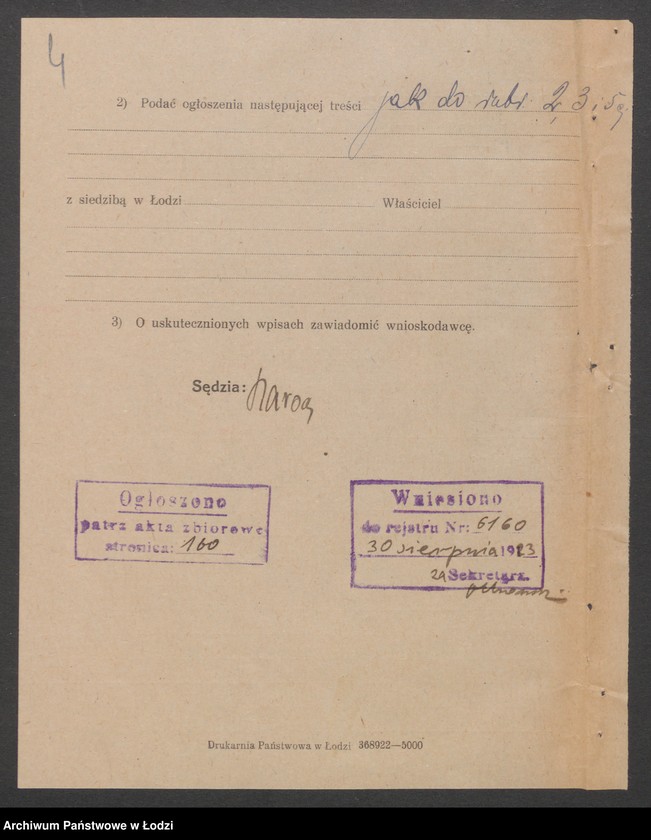 4
2) Podać ogłoszenia następującej treści jak do rubr. 2, 3 i 5
z siedzibą w Łodzi Właściciel
3) O uskutecznionych wpisach zawiadomić wnioskodawcę.
Sędzia:
Ogłoszono
patrz akta zbiorowe
stronica: 160
Wniesiono
do rejstru Nr: 6160
30 sierpnia 1923
za Sekretarz.
Drukarnia Państwowa w Łodzi 368922—5000
Archiwum Państwowe w Łodzi